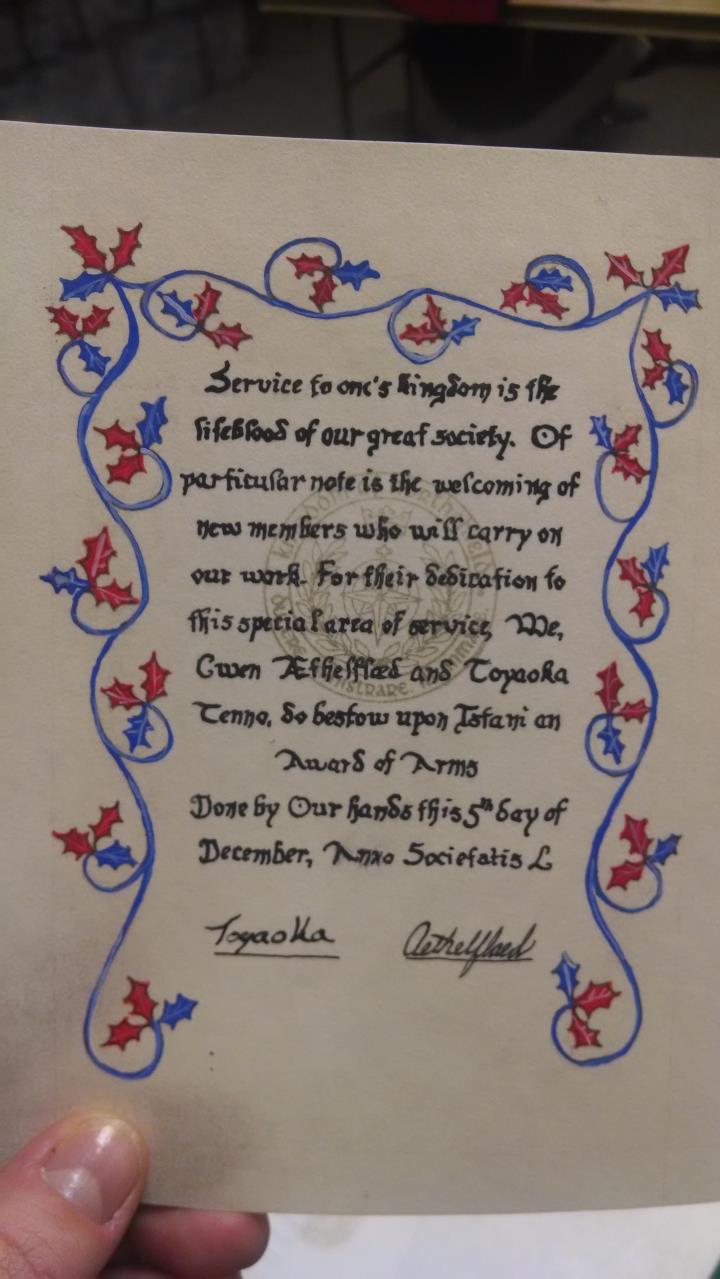 Service to one's kingdom is the
lifeblood of our great society. Of
particular note is the welcoming of
new members who will carry on
our work. For their dedication to
this special area of service, We,
Cwen Æthelflæd and Toyaoka
Tenno, do bestow upon Istani an
Award of Arms
Done by Our hands this 5th day of
December, Anno Societatis L
Toyaoka Aethelflaed